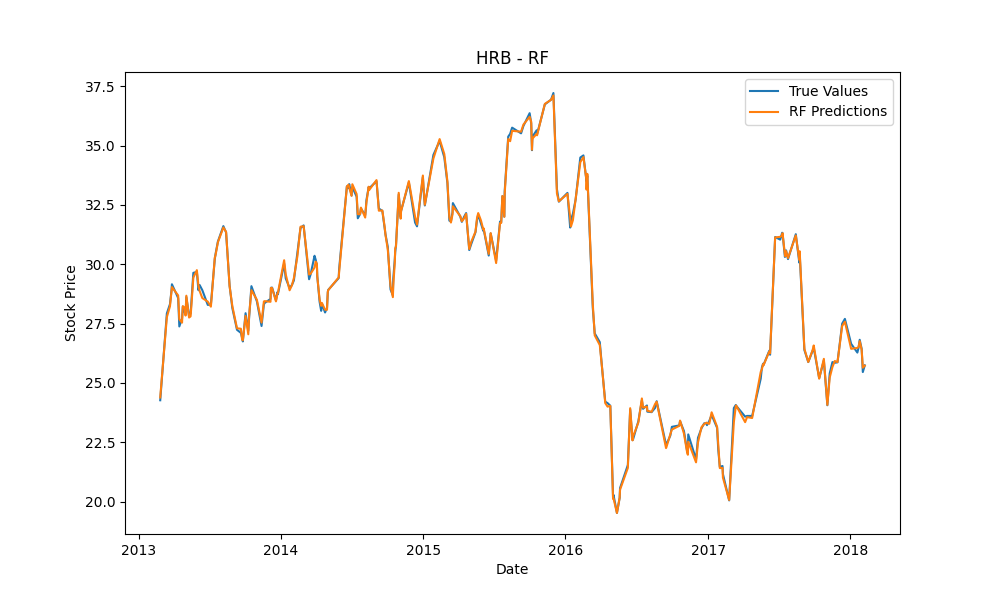 HRB - RF
True Values
RF Predictions
37.5
35.0
32.5
30.0
27.5
25.0
22.5
20.0
Stock Price
2013
2014
2015
2016
2017
2018
Date